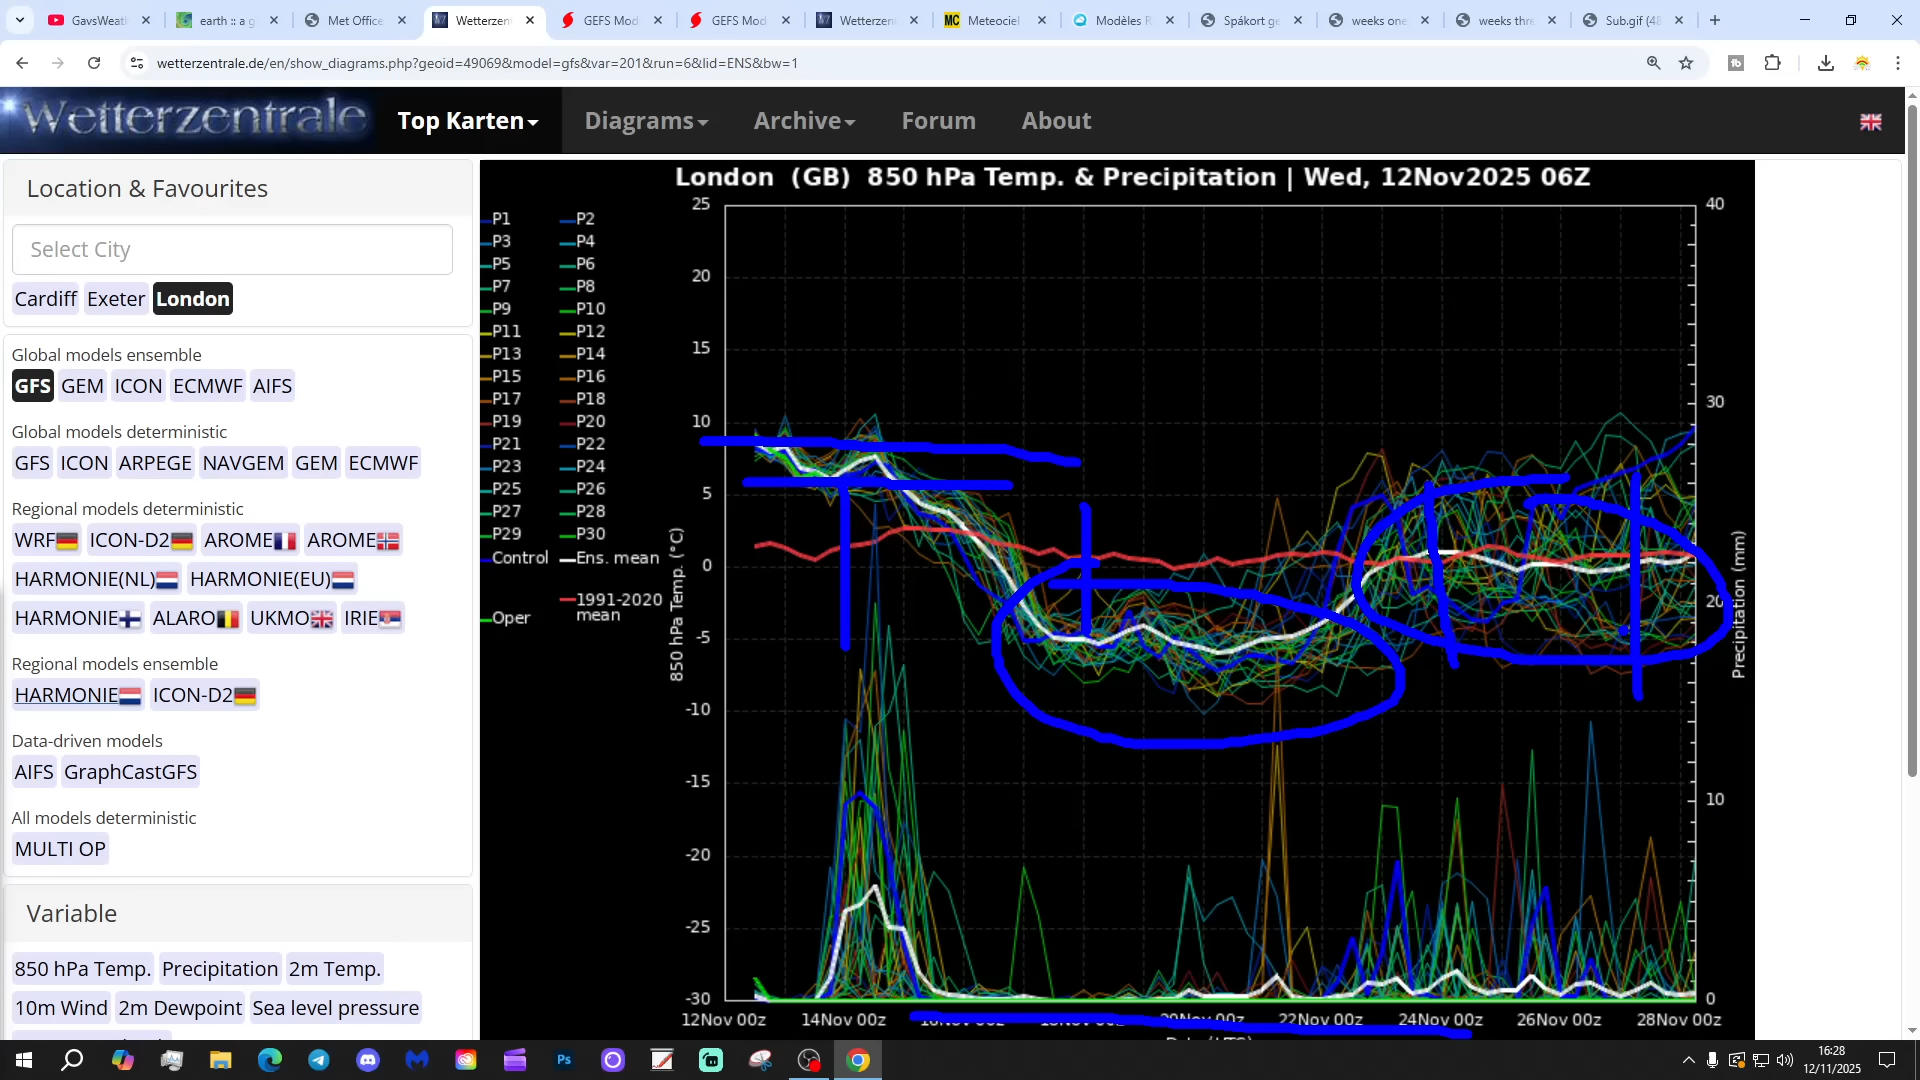 GavsWeat
earth :: a g
Met Office
Wetterzen
GEFS Mod
GEFS Mod
Wetterzen
MC Meteociel
Modèles R
Spákort ge
weeks one
weeks thre
Sub.gif (48
wetterzentrale.de/en/show_diagrams.php?geoid=49069&model=gfs&var=201&run=6&lid=ENS&bw=1
Wetterzentrale
Top Karten
Diagrams
Archive
Forum
About
Location & Favourites
Select City
Cardiff Exeter London
Global models ensemble
GFS GEM ICON ECMWF AIFS
Global models deterministic
GFS ICON ARPEGE NAVGEM GEM ECMWF
Regional models deterministic
WRF ICON-D2 AROME AROME
HARMONIE(NL) HARMONIE(EU)
HARMONIE ALARO UKMO IRIE
Regional models ensemble
HARMONIE ICON-D2
Data-driven models
AIFS GraphCastGFS
All models deterministic
MULTI OP
Variable
850 hPa Temp. Precipitation 2m Temp.
10m Wind 2m Dewpoint Sea level pressure
London (GB) 850 hPa Temp. & Precipitation | Wed, 12Nov2025 06Z
P1 P2
P3 P4
P5 P6
P7 P8
P9 P10
P11 P12
P13 P14
P15 P16
P17 P18
P19 P20
P21 P22
P23 P24
P25 P26
P27 P28
P29 P30
Control Ens. mean
Oper 1991-2020
mean
850 hPa Temp. (°C)
25
20
15
10
5
0
-5
-10
-15
-20
-25
-30
40
30
20
10
0
Precipitation (mm)
12Nov 00z 14Nov 00z 16Nov 00z 18Nov 00z 20Nov 00z 22Nov 00z 24Nov 00z 26Nov 00z 28Nov 00z
Ps
16:28
12/11/2025